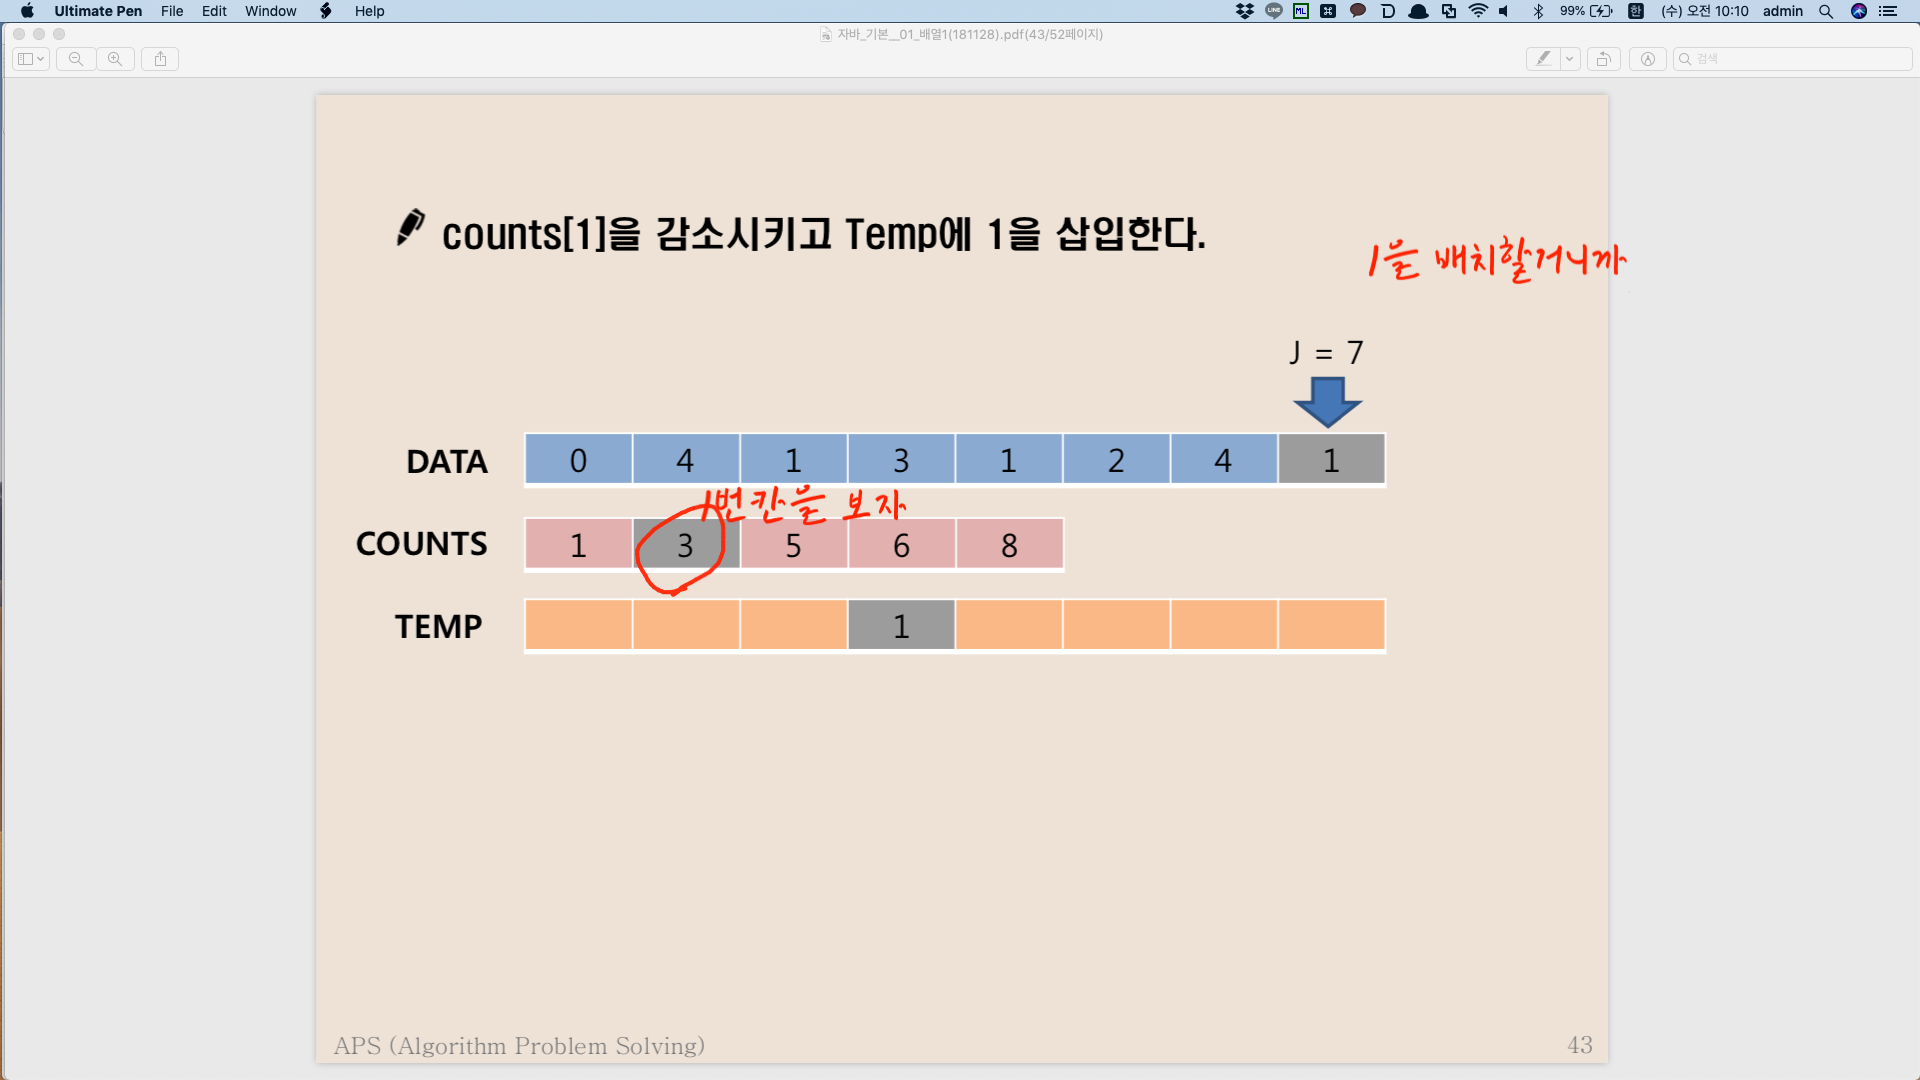 Ultimate Pen File Edit Window Help LINE ML 99% 한 (수) 오전 10:10 admin
자바_기본__01_배열1(181128).pdf(43/52페이지)
검색
counts[1]을 감소시키고 Temp에 1을 삽입한다.
1을 배치할거니까
J = 7
DATA 0 4 1 3 1 2 4 1
1번 칸을 보자
COUNTS 1 3 5 6 8
TEMP 1
APS (Algorithm Problem Solving) 43